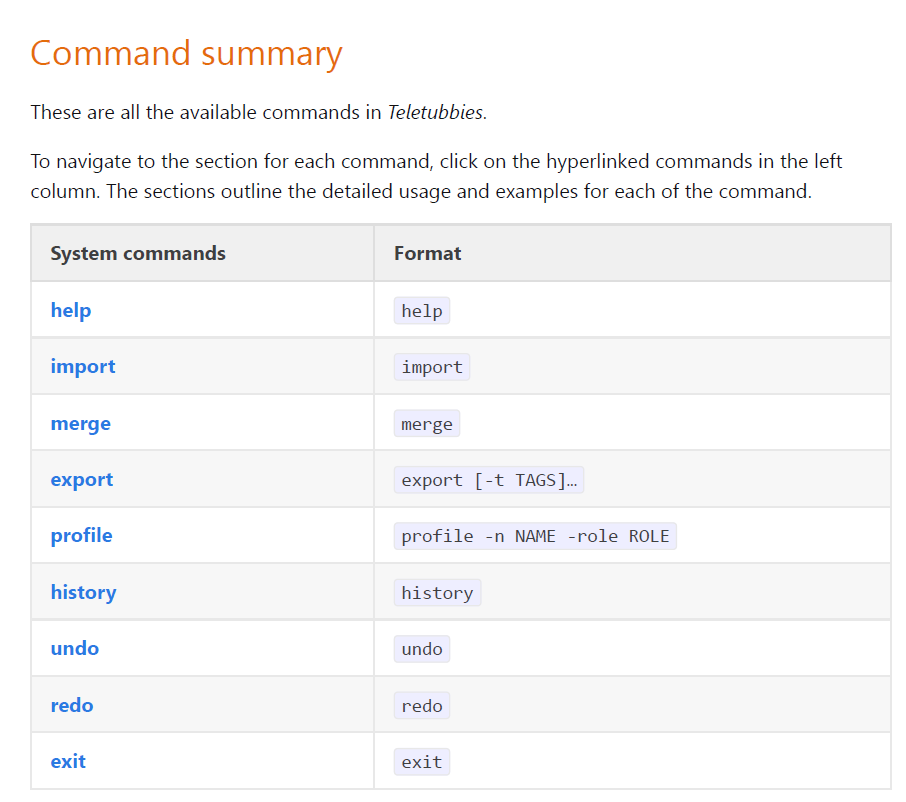 Command summary
These are all the available commands in Teletubbies.
To navigate to the section for each command, click on the hyperlinked commands in the left
column. The sections outline the detailed usage and examples for each of the command.
System commands Format
help help
import import
merge merge
export export [-t TAGS]…
profile profile -n NAME -role ROLE
history history
undo undo
redo redo
exit exit